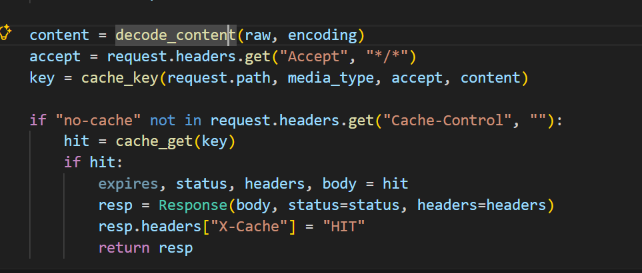 content = decode_content(raw, encoding)
accept = request.headers.get("Accept", "*/*")
key = cache_key(request.path, media_type, accept, content)
if "no-cache" not in request.headers.get("Cache-Control", ""):
    hit = cache_get(key)
    if hit:
        expires, status, headers, body = hit
        resp = Response(body, status=status, headers=headers)
        resp.headers["X-Cache"] = "HIT"
        return resp